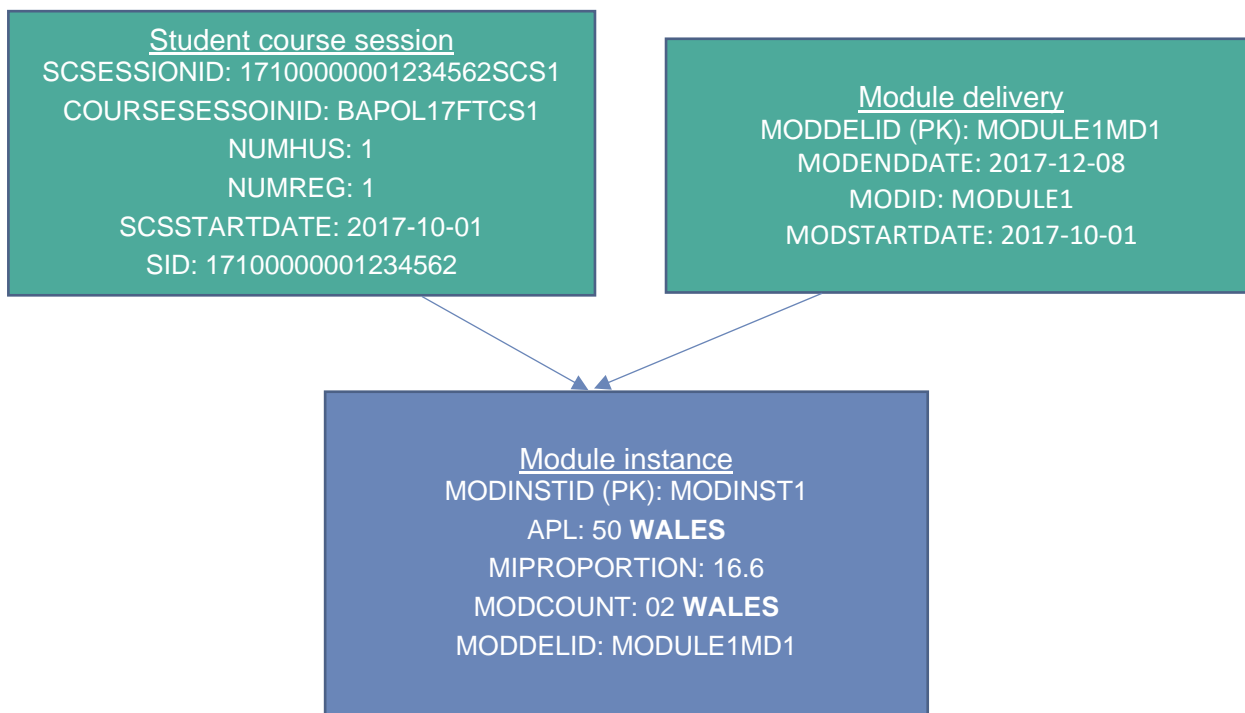 Student course session
SCSESSIONID: 17100000001234562SCS1
COURSESESSOINID: BAPOL17FTCS1
NUMHUS: 1
NUMREG: 1
SCSSTARTDATE: 2017-10-01
SID: 17100000001234562
Module delivery
MODDELID (PK): MODULE1MD1
MODENDDATE: 2017-12-08
MODID: MODULE1
MODSTARTDATE: 2017-10-01
Module instance
MODINSTID (PK): MODINST1
APL: 50 WALES
MIPROPORTION: 16.6
MODCOUNT: 02 WALES
MODDELID: MODULE1MD1